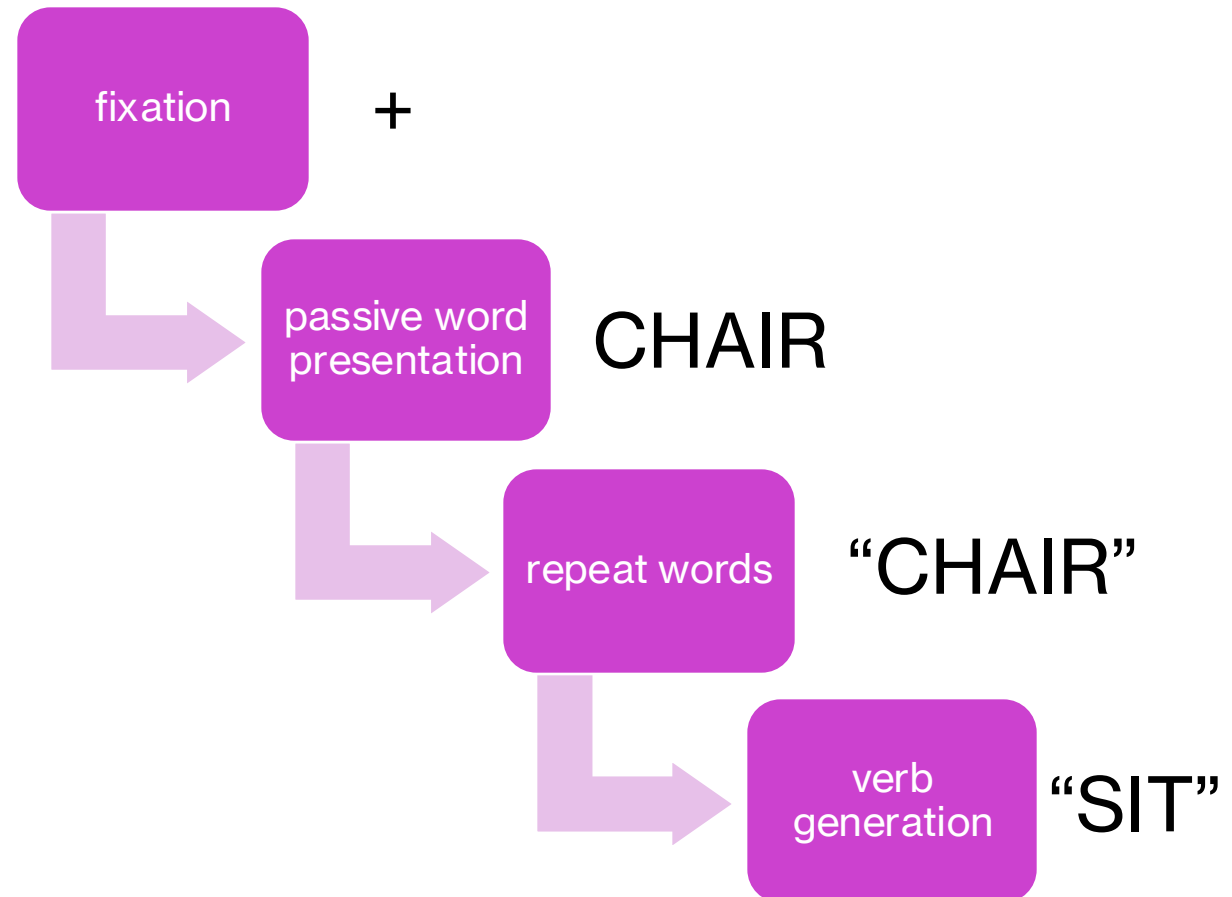 fixation
+
passive word
presentation
CHAIR
repeat words
“CHAIR”
verb
generation
“SIT”